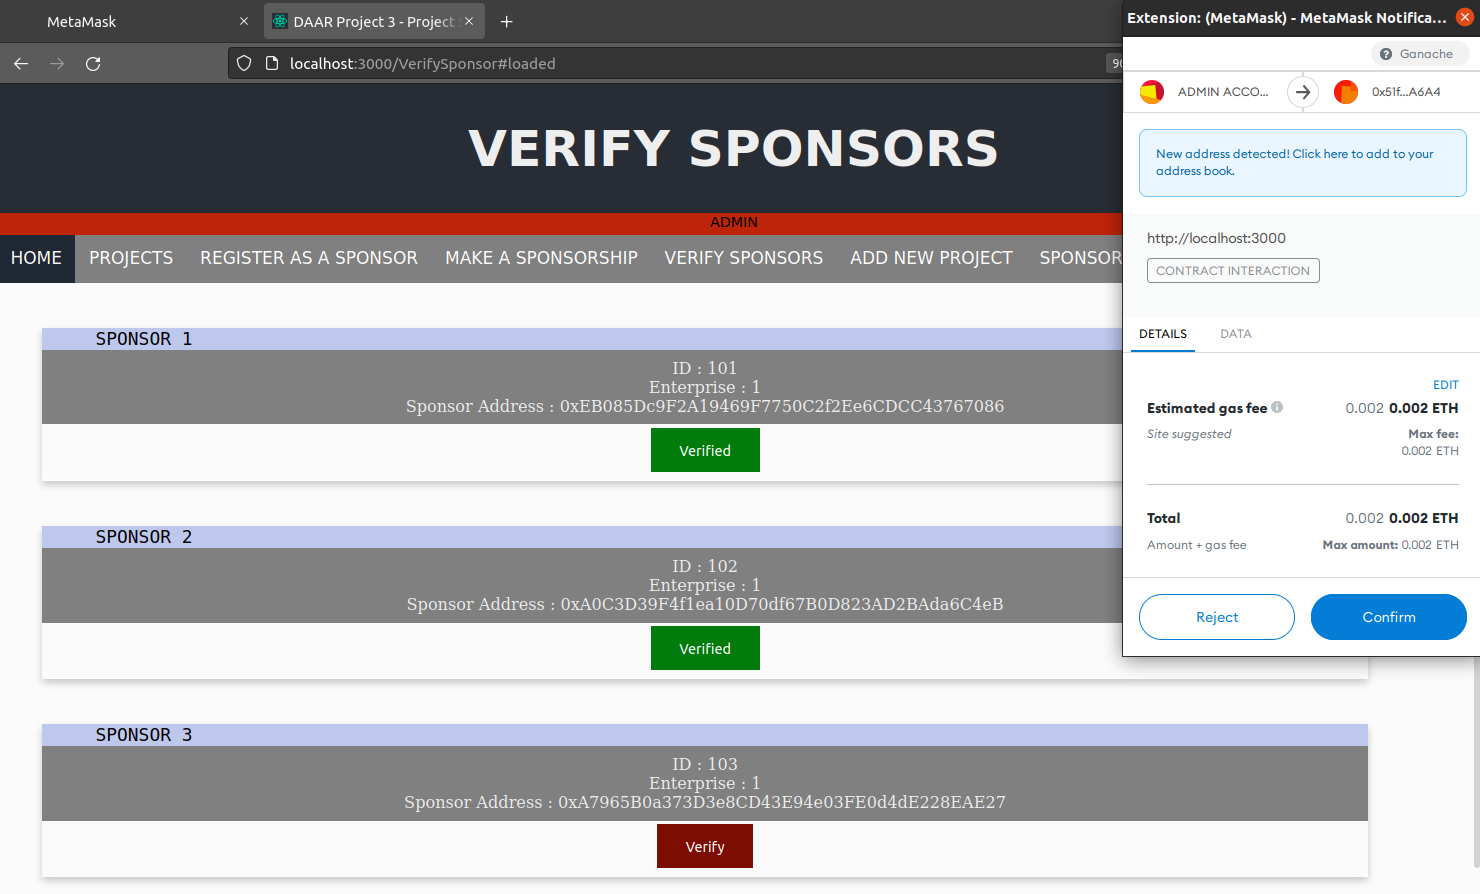 MetaMask
DAAR Project 3 - Project
localhost:3000/VerifySponsor#loaded
90
VERIFY SPONSORS
ADMIN
HOME PROJECTS REGISTER AS A SPONSOR MAKE A SPONSORSHIP VERIFY SPONSORS ADD NEW PROJECT SPONSOR
SPONSOR 1
ID : 101
Enterprise : 1
Sponsor Address : 0xEB085Dc9F2A19469F7750C2f2Ee6CDCC43767086
Verified
SPONSOR 2
ID : 102
Enterprise : 1
Sponsor Address : 0xA0C3D39F4f1ea10D70df67B0D823AD2BAda6C4eB
Verified
SPONSOR 3
ID : 103
Enterprise : 1
Sponsor Address : 0xA7965B0a373D3e8CD43E94e03FE0d4dE228EAE27
Verify
Extension: (MetaMask) - MetaMask Notifica...
Ganache
ADMIN ACCO... 0x51f...A6A4
New address detected! Click here to add to your
address book.
http://localhost:3000
CONTRACT INTERACTION
DETAILS DATA
EDIT
Estimated gas fee 0.002 0.002 ETH
Site suggested Max fee:
0.002 ETH
Total 0.002 0.002 ETH
Amount + gas fee Max amount: 0.002 ETH
Reject Confirm